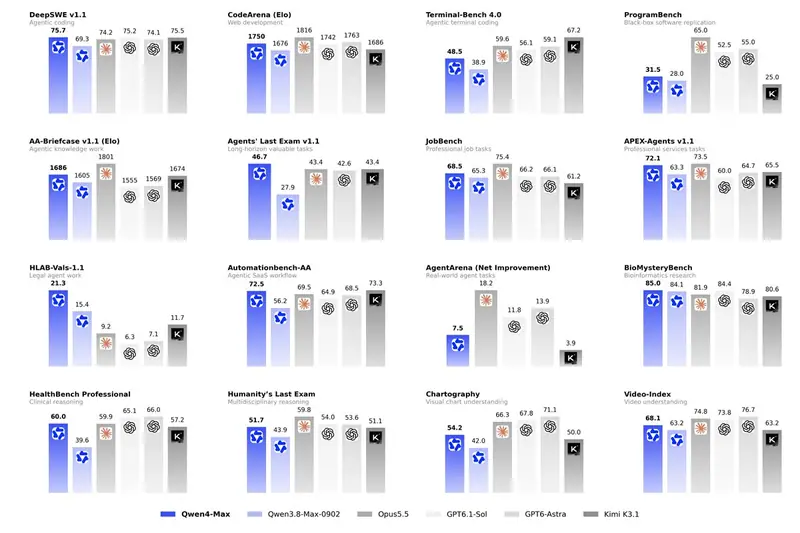 DeepSWE v1.1
Agentic coding
75.7 69.3 74.2 75.2 74.1 75.5
CodeArena (Elo)
Web development
1750 1676 1816 1742 1763 1686
Terminal-Bench 4.0
Agentic terminal coding
48.5 38.9 59.6 56.1 59.1 67.2
ProgramBench
Black-box software replication
31.5 28.0 65.0 52.5 55.0 25.0
AA-Briefcase v1.1 (Elo)
Agentic knowledge work
1686 1605 1801 1555 1569 1674
Agents' Last Exam v1.1
Long-horizon valuable tasks
46.7 27.9 43.4 42.6 43.4
JobBench
Professional job tasks
68.5 65.3 75.4 66.2 66.1 61.2
APEX-Agents v1.1
Professional services tasks
72.1 63.3 73.5 60.0 64.7 65.5
HLAB-Vals-1.1
Legal agent work
21.3 15.4 9.2 6.3 7.1 11.7
Automationbench-AA
Agentic SaaS workflow
72.5 56.2 69.5 64.9 68.5 73.3
AgentArena (Net Improvement)
Real-world agent tasks
7.5 18.2 11.8 13.9 3.9
BioMysteryBench
Bioinformatics research
85.0 84.1 81.9 84.4 78.9 80.6
HealthBench Professional
Clinical reasoning
60.0 39.6 59.9 65.1 66.0 57.2
Humanity's Last Exam
Multidisciplinary reasoning
51.7 43.9 59.8 54.0 53.6 51.1
Chartography
Visual chart understanding
54.2 42.0 66.3 67.8 71.1 50.0
Video-Index
Video understanding
68.1 63.2 74.8 73.8 76.7 63.2
Qwen4-Max Qwen3.8-Max-0902 Opus5.5 GPT6.1-Sol GPT6-Astra Kimi K3.1